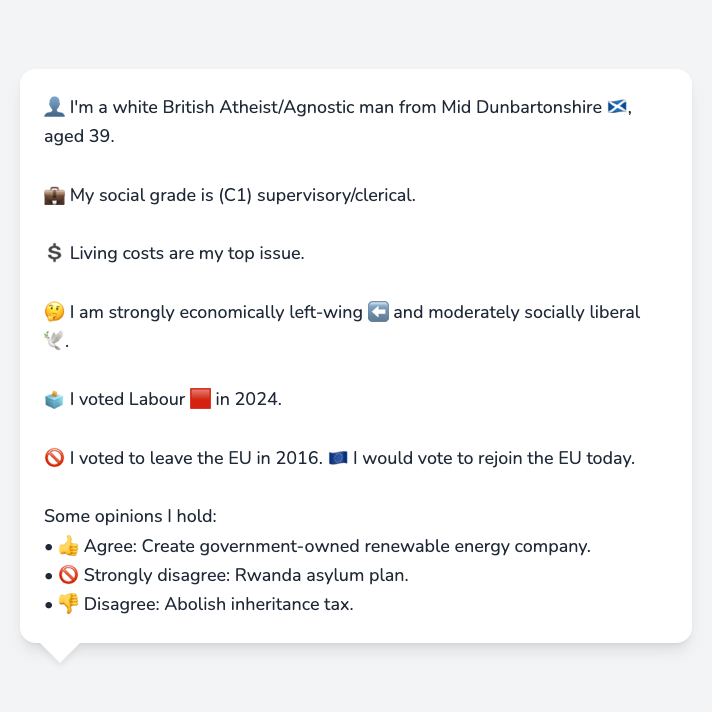 👤 I'm a white British Atheist/Agnostic man from Mid Dunbartonshire 🏴󠁧󠁢󠁳󠁣󠁴󠁿,
aged 39.
💼 My social grade is (C1) supervisory/clerical.
💲 Living costs are my top issue.
🤔 I am strongly economically left-wing ⬅️ and moderately socially liberal
🕊️.
🗳️ I voted Labour 🟥 in 2024.
🚫 I voted to leave the EU in 2016. 🇪🇺 I would vote to rejoin the EU today.
Some opinions I hold:
• 👍 Agree: Create government-owned renewable energy company.
• 🚫 Strongly disagree: Rwanda asylum plan.
• 👎 Disagree: Abolish inheritance tax.